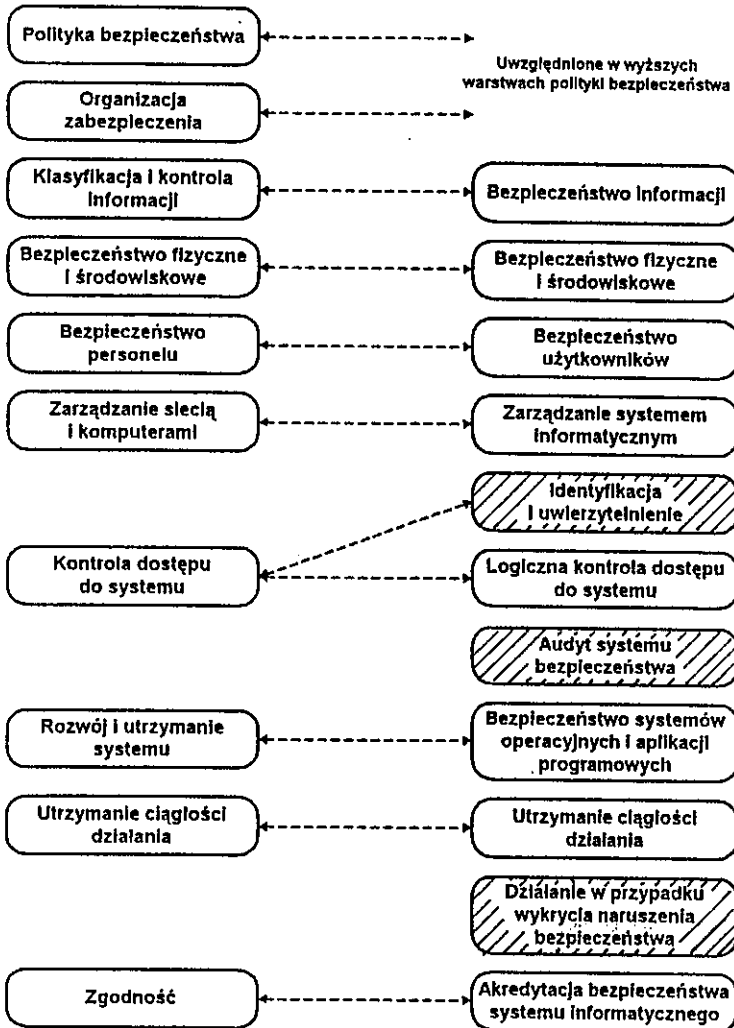 Polityka bezpieczeństwa
Uwzględnione w wyższych
warstwach polityki bezpieczeństwa
Organizacja
zabezpieczenia
Klasyfikacja i kontrola
Informacji
Bezpieczeństwo Informacji
Bezpieczeństwo fizyczne
i środowiskowe
Bezpieczeństwo fizyczne
i środowiskowe
Bezpieczeństwo
personelu
Bezpieczeństwo
użytkowników
Zarządzanie siecią
i komputerami
Zarządzanie systemem
Informatycznym
Identyfikacja
i uwierzytelnienie
Kontrola dostępu
do systemu
Logiczna kontrola dostępu
do systemu
Audyt systemu
bezpieczeństwa
Rozwój i utrzymanie
systemu
Bezpieczeństwo systemów
operacyjnych i aplikacji
programowych
Utrzymanie ciągłości
działania
Utrzymanie ciągłości
działania
Działanie w przypadku
wykrycia naruszenia
bezpieczeństwa
Zgodność
Akredytacja bezpieczeństwa
systemu informatycznego